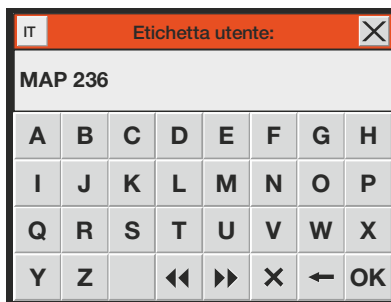 IT Etichetta utente:
MAP 236
A B C D E F G H
I J K L M N O P
Q R S T U V W X
Y Z OK